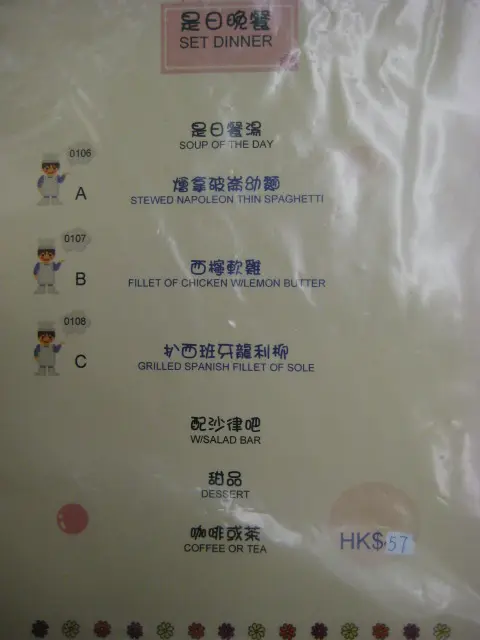 是日晚餐
SET DINNER
是日餐湯
SOUP OF THE DAY
0106
A
燴拿破崙幼麵
STEWED NAPOLEON THIN SPAGHETTI
0107
B
西檸軟雞
FILLET OF CHICKEN W/LEMON BUTTER
0108
C
扒西班牙龍利柳
GRILLED SPANISH FILLET OF SOLE
配沙律吧
W/SALAD BAR
甜品
DESSERT
咖啡或茶
COFFEE OR TEA
HK$57